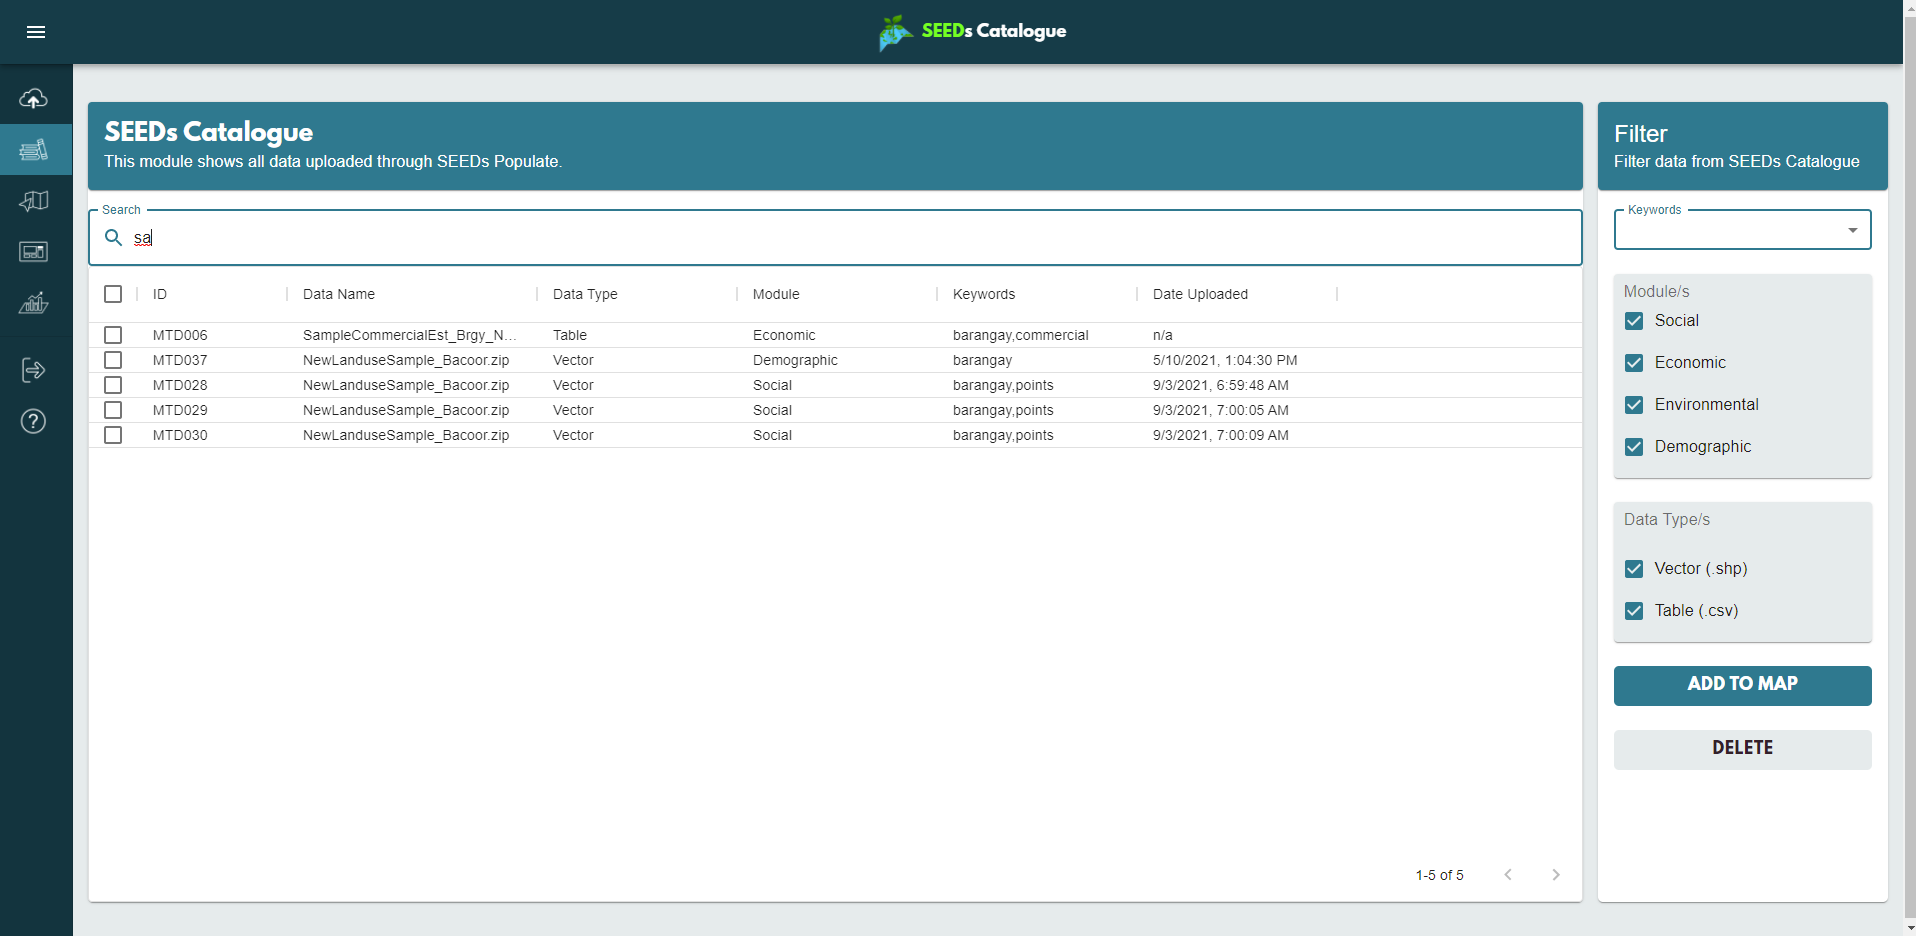 SEEDs Catalogue
SEEDs Catalogue
This module shows all data uploaded through SEEDs Populate.
Search
sa
ID Data Name Data Type Module Keywords Date Uploaded
MTD006 SampleCommercialEst_Brgy_N... Table Economic barangay,commercial n/a
MTD037 NewLanduseSample_Bacoor.zip Vector Demographic barangay 5/10/2021, 1:04:30 PM
MTD028 NewLanduseSample_Bacoor.zip Vector Social barangay,points 9/3/2021, 6:59:48 AM
MTD029 NewLanduseSample_Bacoor.zip Vector Social barangay,points 9/3/2021, 7:00:05 AM
MTD030 NewLanduseSample_Bacoor.zip Vector Social barangay,points 9/3/2021, 7:00:09 AM
1-5 of 5
Filter
Filter data from SEEDs Catalogue
Keywords
Module/s
Social
Economic
Environmental
Demographic
Data Type/s
Vector (.shp)
Table (.csv)
ADD TO MAP
DELETE